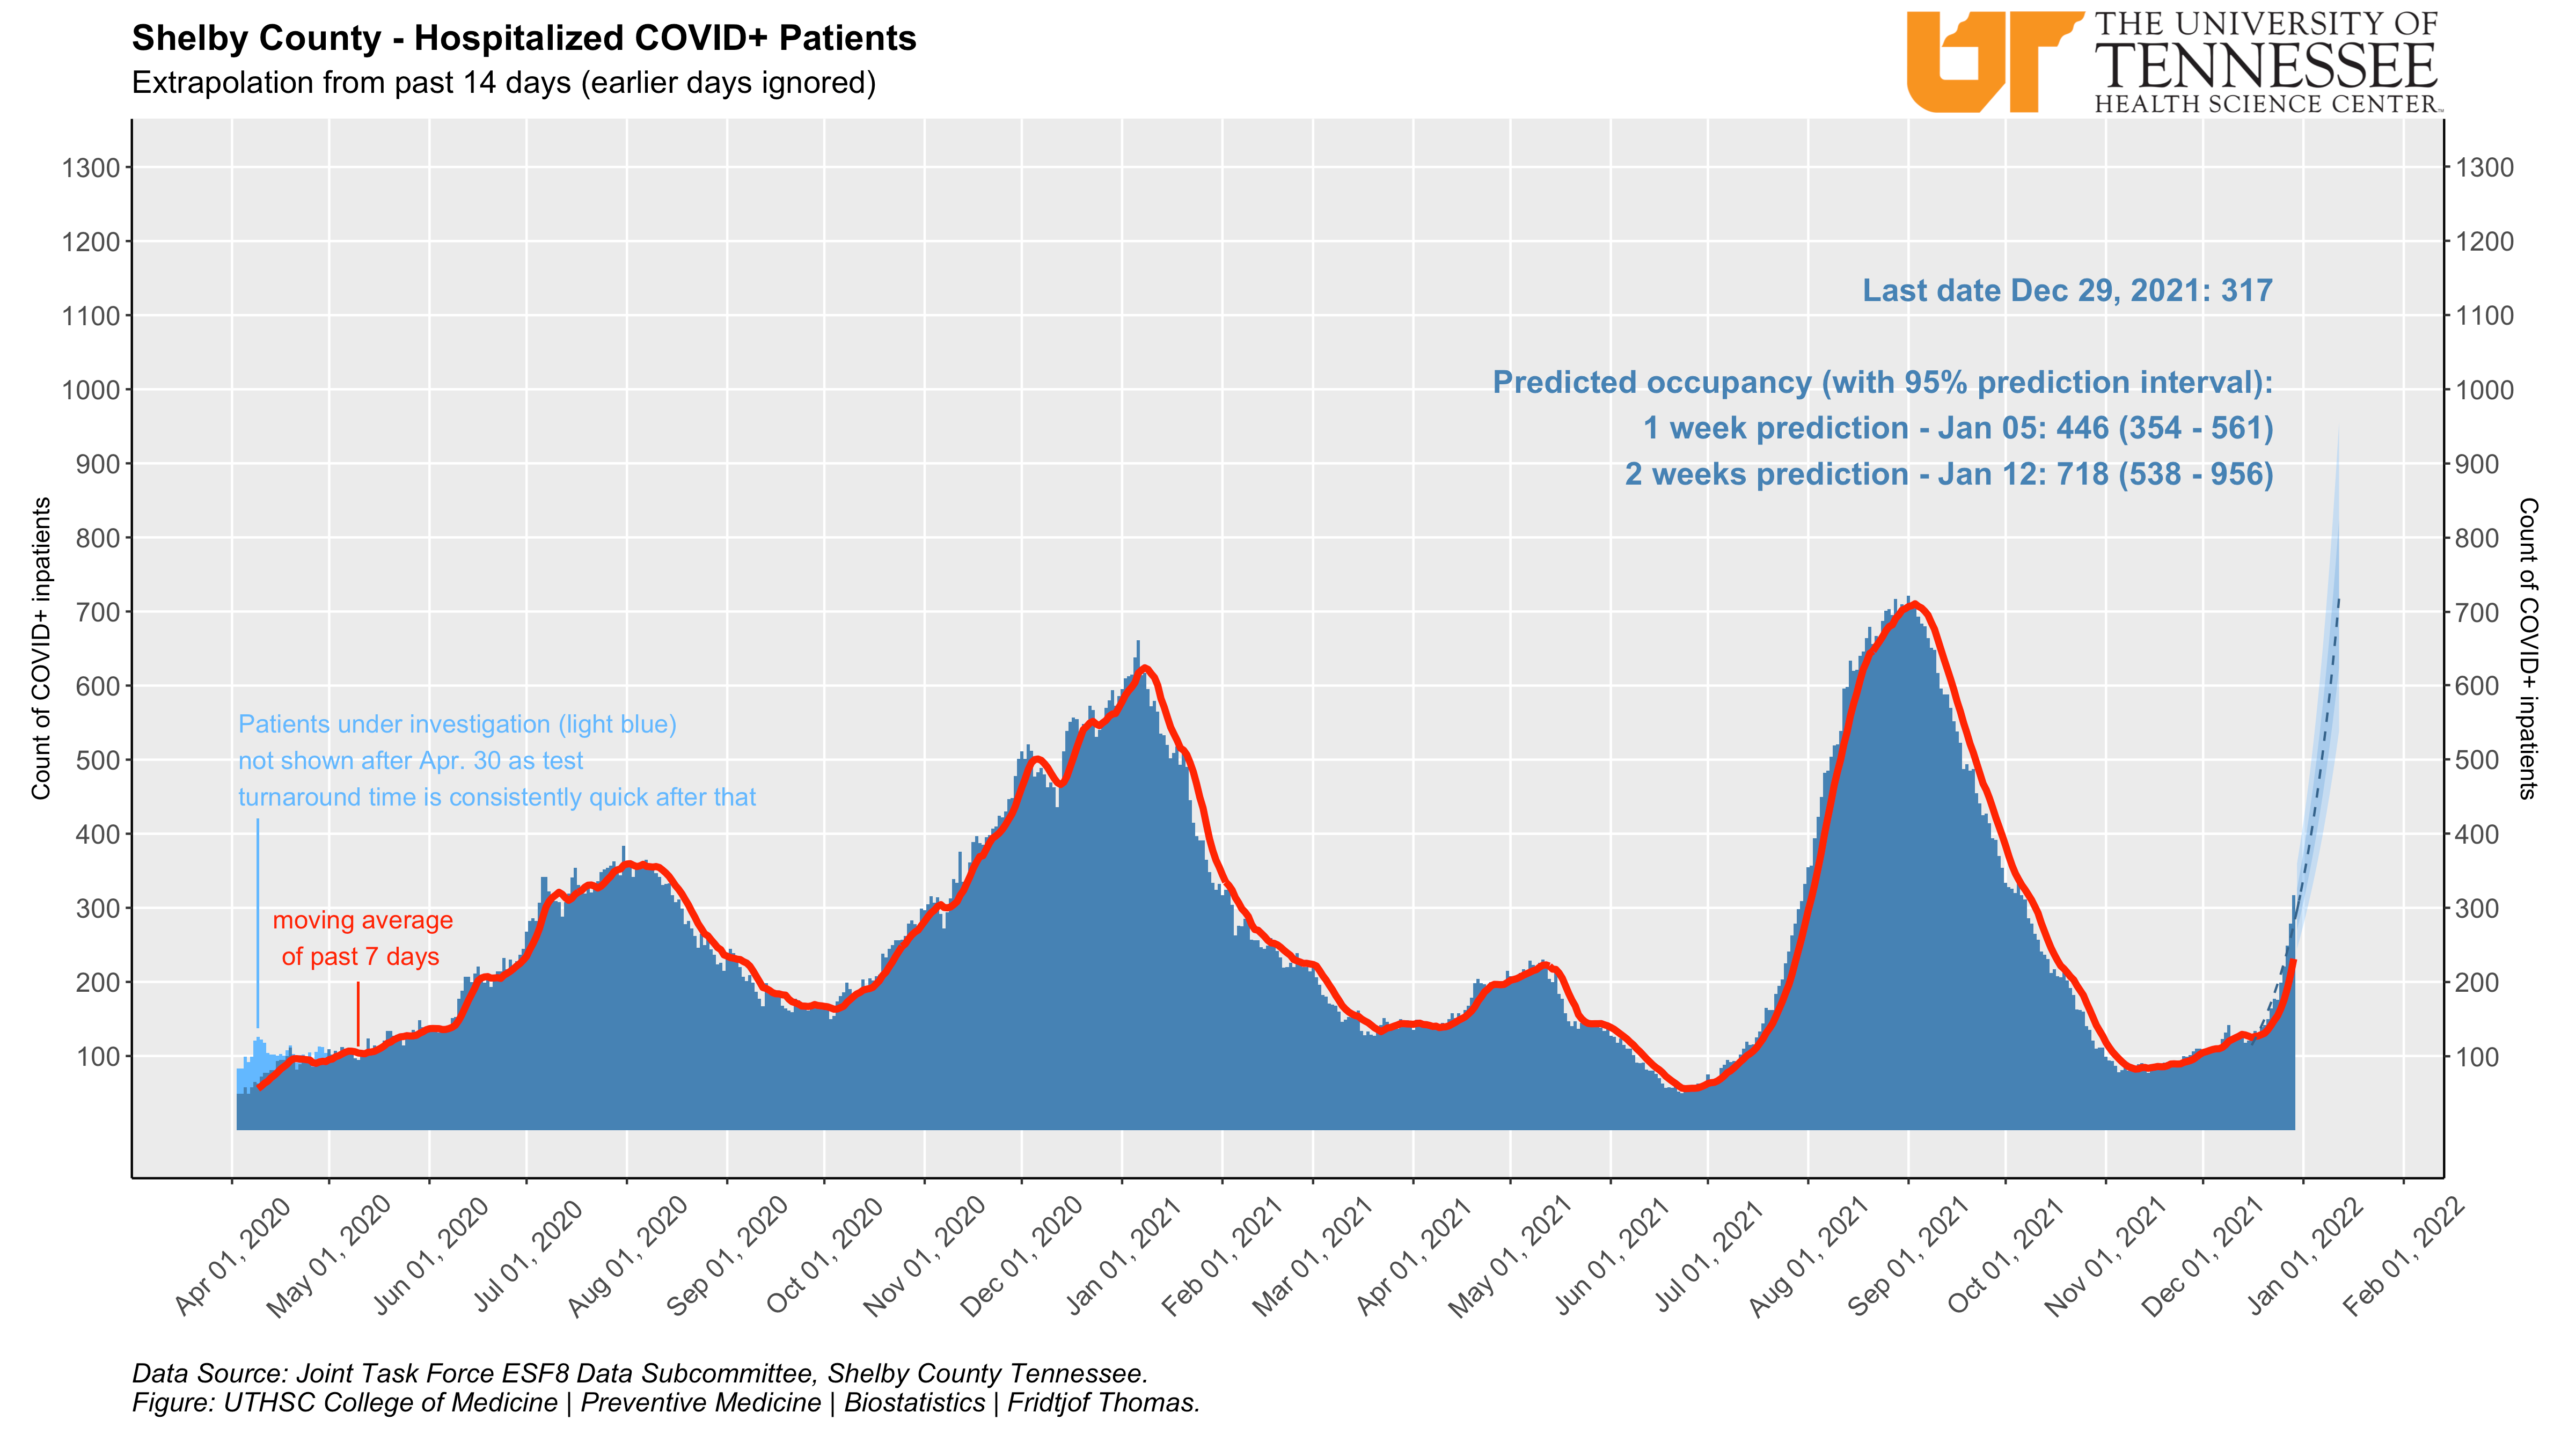 Shelby County - Hospitalized COVID+ Patients
Extrapolation from past 14 days (earlier days ignored)
UT
THE UNIVERSITY OF
TENNESSEE
HEALTH SCIENCE CENTER™
Count of COVID+ inpatients
1300
1200
1100
1000
900
800
700
600
500
400
300
200
100
Last date Dec 29, 2021: 317
Predicted occupancy (with 95% prediction interval):
1 week prediction - Jan 05: 446 (354 - 561)
2 weeks prediction - Jan 12: 718 (538 - 956)
Patients under investigation (light blue)
not shown after Apr. 30 as test
turnaround time is consistently quick after that
moving average
of past 7 days
1300
1200
1100
1000
900
800
700
600
500
400
300
200
100
Count of COVID+ inpatients
Apr 01, 2020
May 01, 2020
Jun 01, 2020
Jul 01, 2020
Aug 01, 2020
Sep 01, 2020
Oct 01, 2020
Nov 01, 2020
Dec 01, 2020
Jan 01, 2021
Feb 01, 2021
Mar 01, 2021
Apr 01, 2021
May 01, 2021
Jun 01, 2021
Jul 01, 2021
Aug 01, 2021
Sep 01, 2021
Oct 01, 2021
Nov 01, 2021
Dec 01, 2021
Jan 01, 2022
Feb 01, 2022
Data Source: Joint Task Force ESF8 Data Subcommittee, Shelby County Tennessee.
Figure: UTHSC College of Medicine | Preventive Medicine | Biostatistics | Fridtjof Thomas.